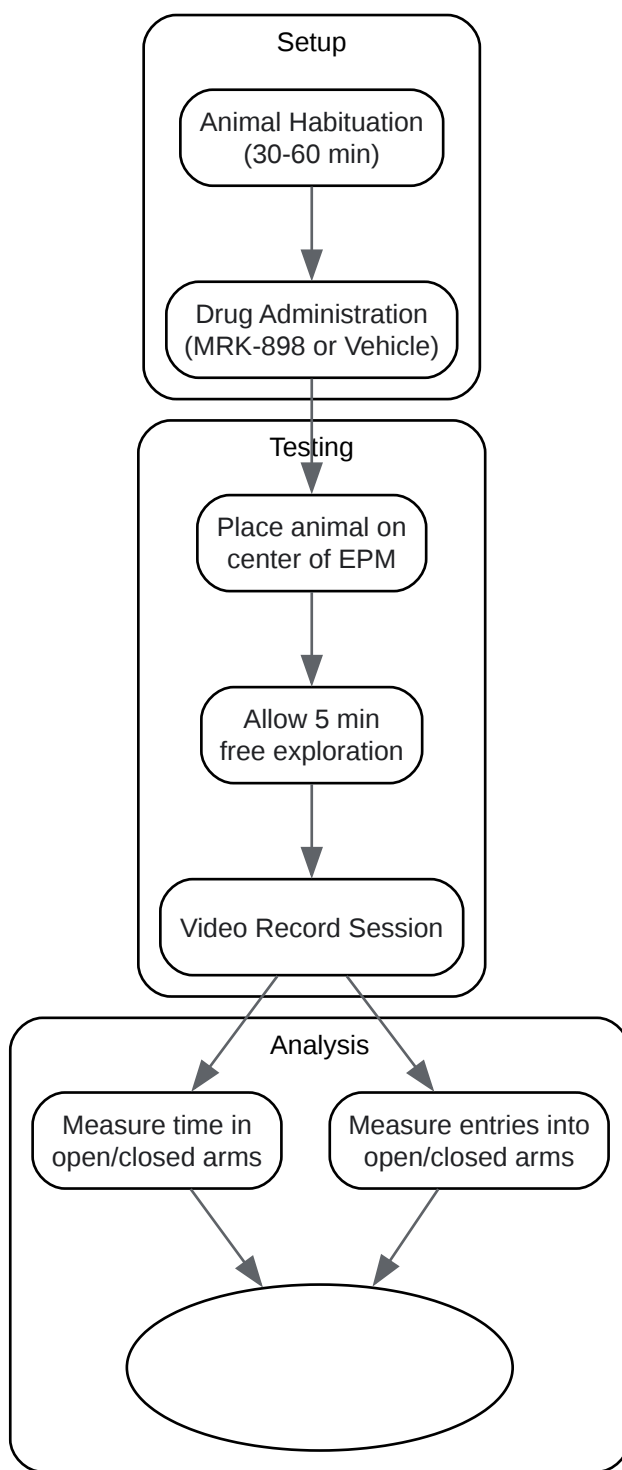 Setup
Animal Habituation
(30-60 min)
Drug Administration
(MRK-898 or Vehicle)
Testing
Place animal on
center of EPM
Allow 5 min
free exploration
Video Record Session
Analysis
Measure time in
open/closed arms
Measure entries into
open/closed arms